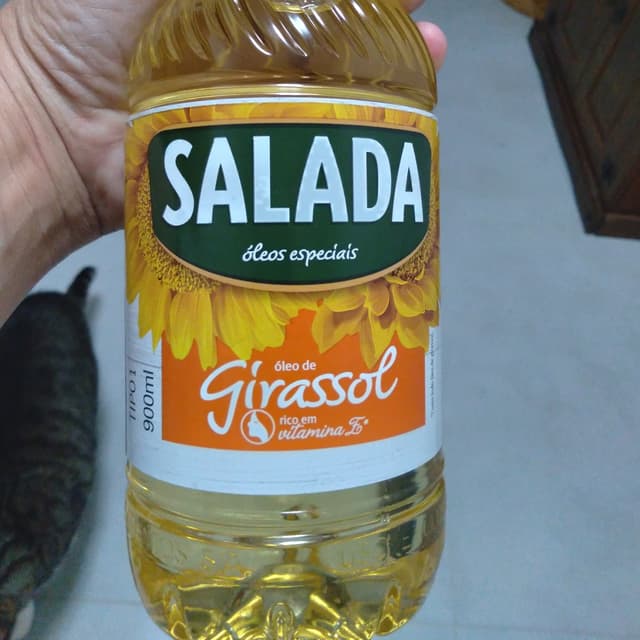 SALADA
óleos especiais
óleo de
Girassol
rico em
vitamina E*
TIPO 1
900ml